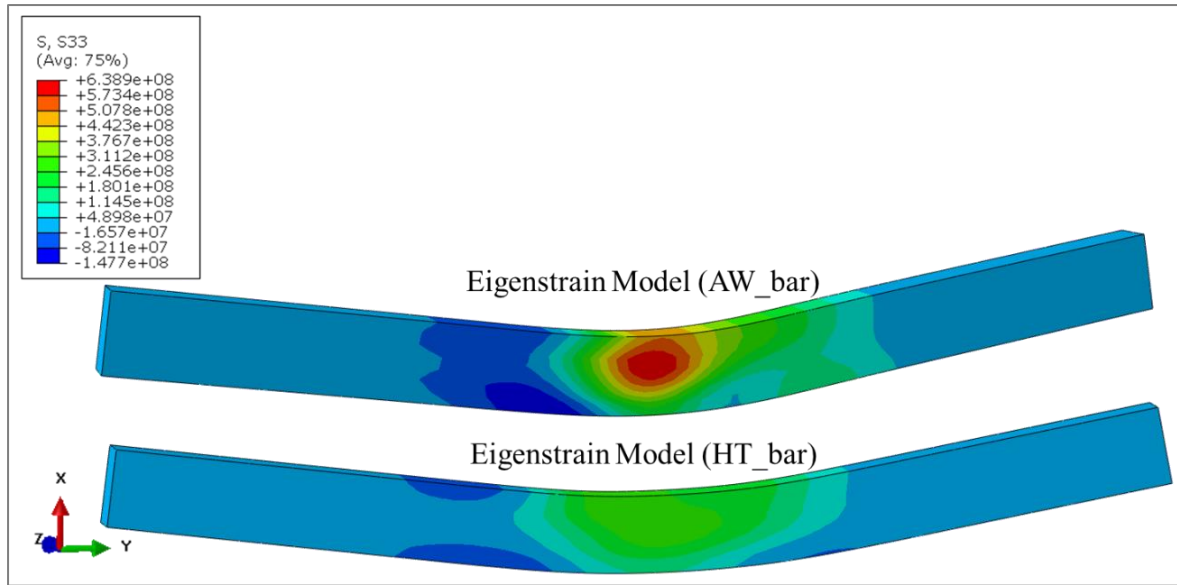 S, S33
(Avg: 75%)
+6.389e+08
+5.734e+08
+5.078e+08
+4.423e+08
+3.767e+08
+3.112e+08
+2.456e+08
+1.801e+08
+1.145e+08
+4.898e+07
-1.657e+07
-8.211e+07
-1.477e+08
Eigenstrain Model (AW_bar)
Eigenstrain Model (HT_bar)
X
Z
Y